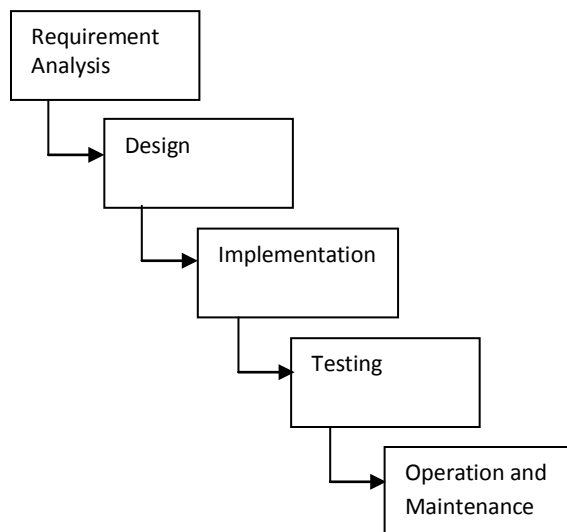 Requirement
Analysis
Design
Implementation
Testing
Operation and
Maintenance